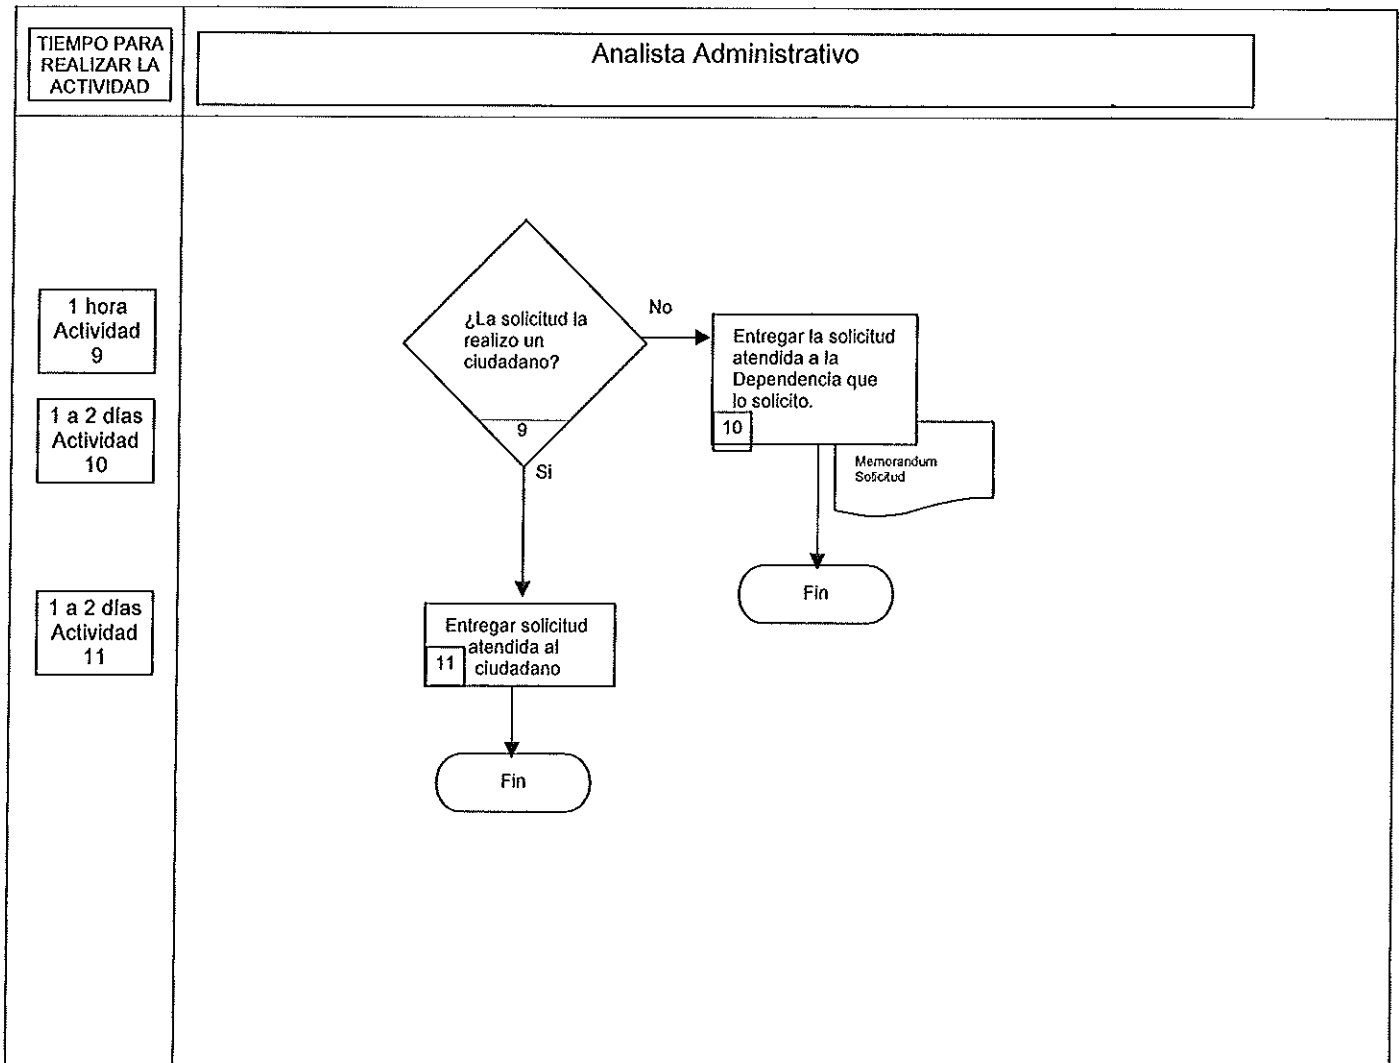 TIEMPO PARA
REALIZAR LA
ACTIVIDAD
Analista Administrativo
1 hora
Actividad
9
¿La solicitud la
realizo un
ciudadano?
9
No
Entregar la solicitud
atendida a la
Dependencia que
lo solicito.
10
Memorandum
Solicitud
1 a 2 días
Actividad
10
Si
Fin
1 a 2 días
Actividad
11
Entregar solicitud
atendida al
ciudadano
11
Fin